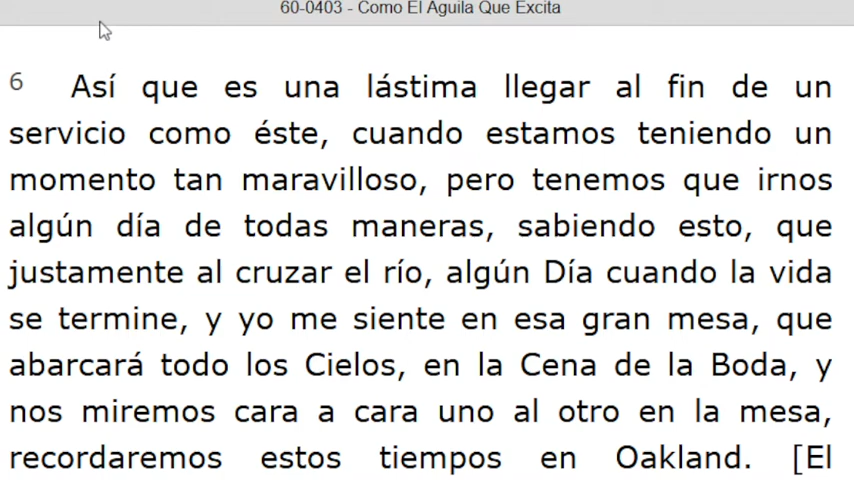 60-0403 - Como El Aguila Que Excita
6 Así que es una lástima llegar al fin de un
servicio como éste, cuando estamos teniendo un
momento tan maravilloso, pero tenemos que irnos
algún día de todas maneras, sabiendo esto, que
justamente al cruzar el río, algún Día cuando la vida
se termine, y yo me siente en esa gran mesa, que
abarcará todo los Cielos, en la Cena de la Boda, y
nos miremos cara a cara uno al otro en la mesa,
recordaremos estos tiempos en Oakland. [El